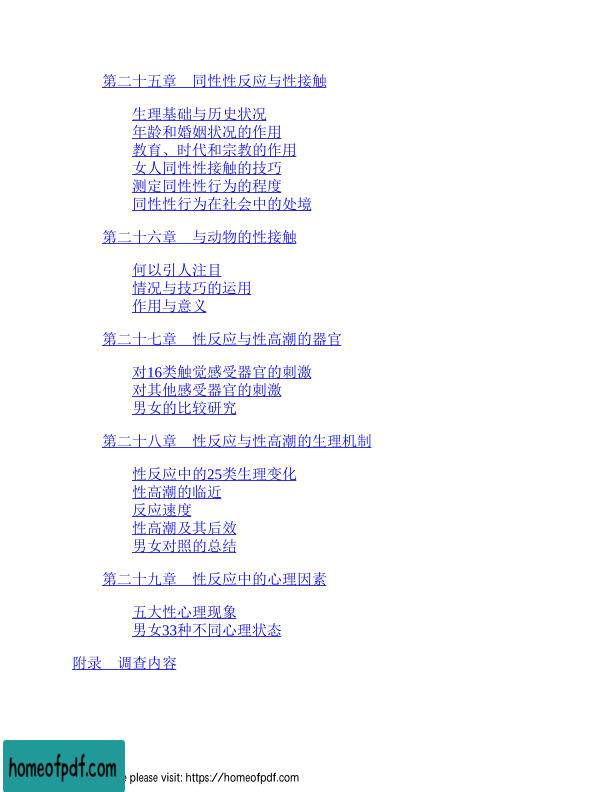 第二十五章　同性性反应与性接触
生理基础与历史状况
年龄和婚姻状况的作用
教育、时代和宗教的作用
女人同性性接触的技巧
测定同性性行为的程度
同性性行为在社会中的处境
第二十六章　与动物的性接触
何以引人注目
情况与技巧的运用
作用与意义
第二十七章　性反应与性高潮的器官
对16类触觉感受器官的刺激
对其他感受器官的刺激
男女的比较研究
第二十八章　性反应与性高潮的生理机制
性反应中的25类生理变化
性高潮的临近
反应速度
性高潮及其后效
男女对照的总结
第二十九章　性反应中的心理因素
五大性心理现象
男女33种不同心理状态
附录　调查内容
homeofpdf.com
e please visit: https://homeofpdf.com